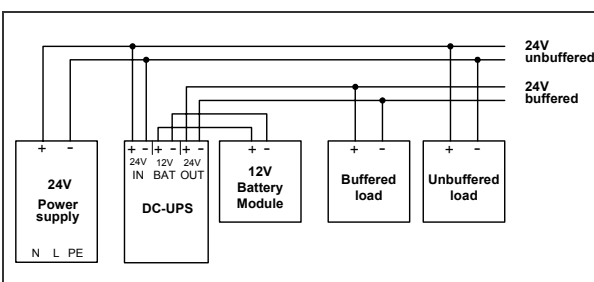 24V
unbuffered
24V
buffered
+ -
24V
Power
supply
N L PE
+ - + - + -
24V 12V 24V
IN BAT OUT
DC-UPS
+ -
12V
Battery
Module
+ -
Buffered
load
+ -
Unbuffered
load